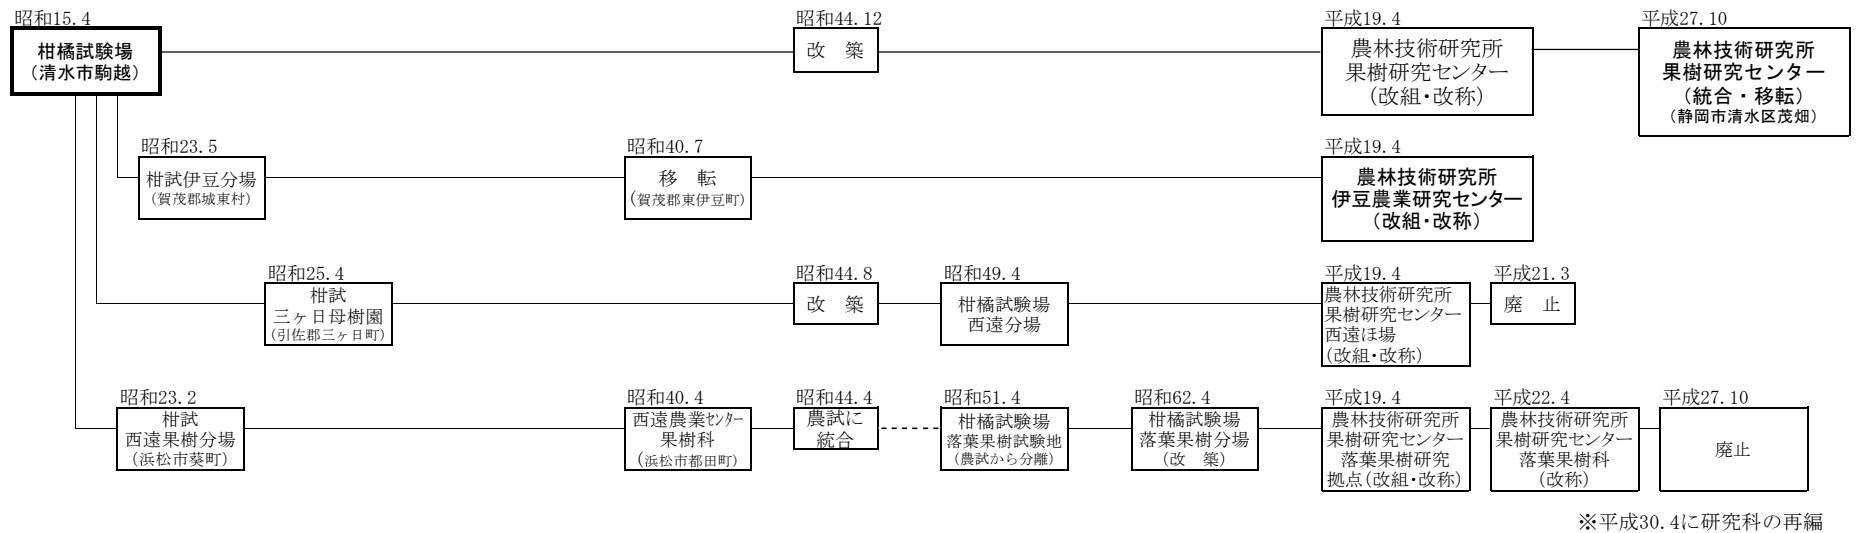 昭和15.4
柑橘試験場
（清水市駒越）
昭和44.12
改　築
平成19.4
農林技術研究所
果樹研究センター
（改組・改称）
平成27.10
農林技術研究所
果樹研究センター
（統合・移転）
（静岡市清水区茂畑）
昭和23.5
柑試伊豆分場
（賀茂郡城東村）
昭和40.7
移　転
（賀茂郡東伊豆町）
平成19.4
農林技術研究所
伊豆農業研究センター
（改組・改称）
昭和25.4
柑試
三ヶ日母樹園
（引佐郡三ヶ日町）
昭和44.8
改　築
昭和49.4
柑橘試験場
西遠分場
平成19.4
農林技術研究所
果樹研究センター
西遠ほ場
（改組・改称）
平成21.3
廃　止
昭和23.2
柑試
西遠果樹分場
（浜松市葵町）
昭和40.4
西遠農業センター
果樹科
（浜松市都田町）
昭和44.4
農試に
統合
昭和51.4
柑橘試験場
落葉果樹試験地
（農試から分離）
昭和62.4
柑橘試験場
落葉果樹分場
（改　築）
平成19.4
農林技術研究所
果樹研究センター
落葉果樹研究
拠点（改組・改称）
平成22.4
農林技術研究所
果樹研究センター
落葉果樹科
（改称）
平成27.10
廃止
※平成30.4に研究科の再編